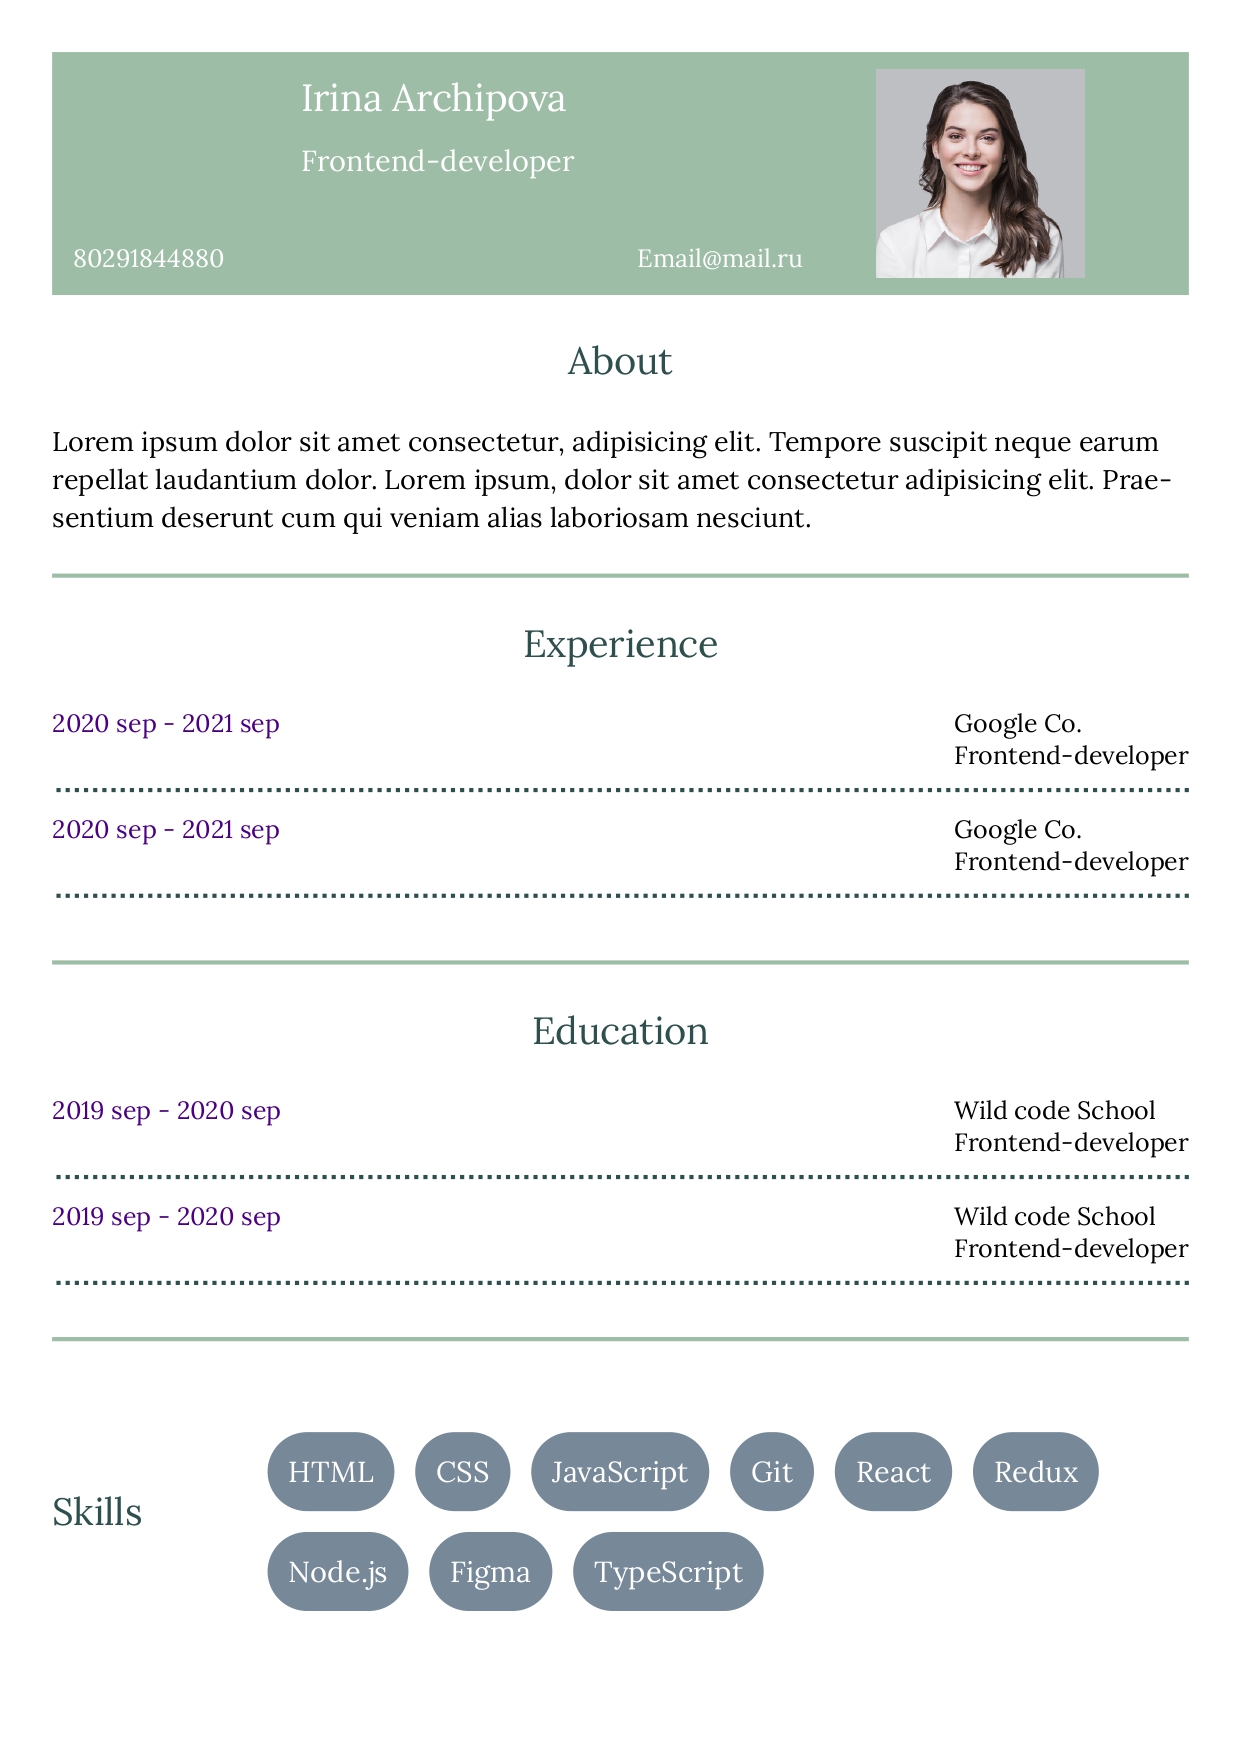 Irina Archipova
Frontend-developer
80291844880
Email@mail.ru
About
Lorem ipsum dolor sit amet consectetur, adipisicing elit. Tempore suscipit neque earum
repellat laudantium dolor. Lorem ipsum, dolor sit amet consectetur adipisicing elit. Prae-
sentium deserunt cum qui veniam alias laboriosam nesciunt.
Experience
2020 sep - 2021 sep
Google Co.
Frontend-developer
2020 sep - 2021 sep
Google Co.
Frontend-developer
Education
2019 sep - 2020 sep
Wild code School
Frontend-developer
2019 sep - 2020 sep
Wild code School
Frontend-developer
Skills
HTML CSS JavaScript Git React Redux
Node.js Figma TypeScript